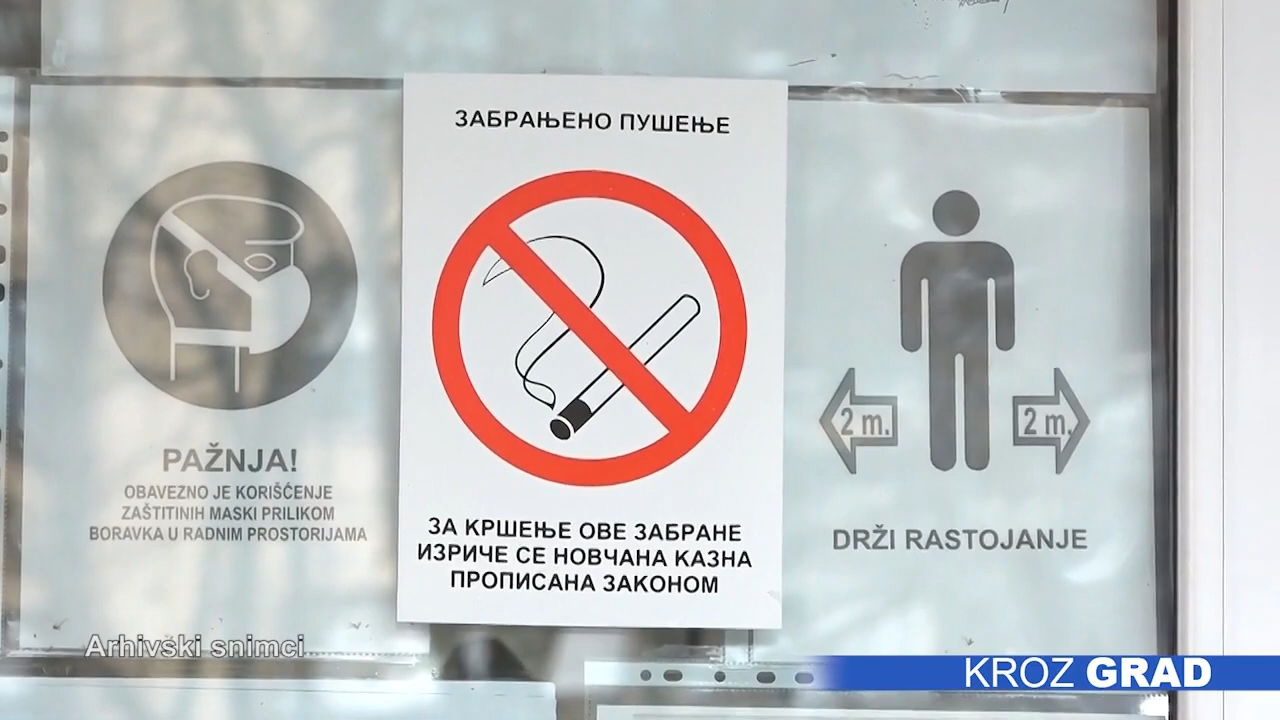 ЗАБРАЊЕНО ПУШЕЊЕ
ЗА КРШЕЊЕ ОВЕ ЗАБРАНЕ
ИЗРИЧЕ СЕ НОВЧАНА КАЗНА
ПРОПИСАНА ЗАКОНОМ
PAŽNJA!
OBAVEZNO JE KORIŠĆENJE
ZAŠTITINIH MASKI PRILIKOM
BORAVKA U RADNIM PROSTORIJAMA
2 m.
2 m.
DRŽI RASTOJANJE
Arhivski snimci
KROZ GRAD